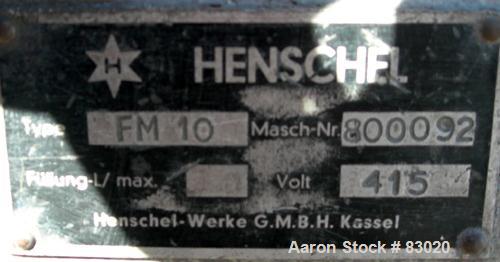 H HENSCHEL
Type FM 10 Masch-Nr. 800092
Füllung-L/ max. Volt 415
Henschel-Werke G.M.B.H. Kassel
Aaron Stock # 83020